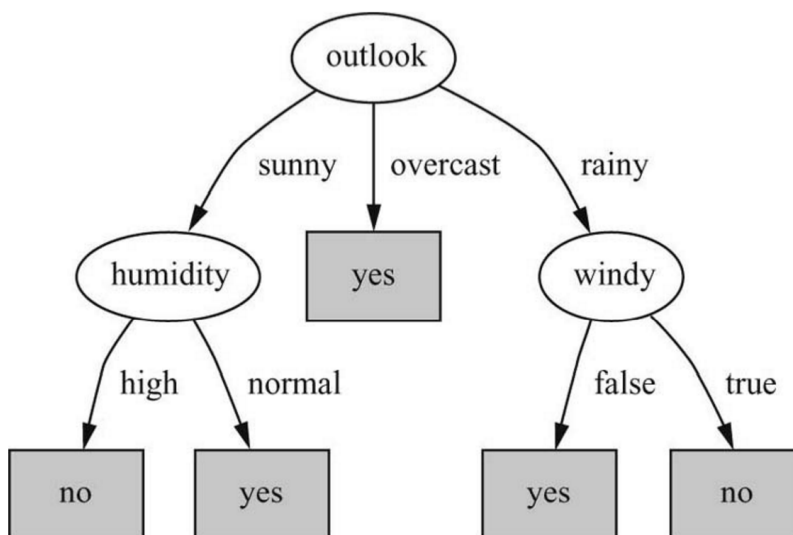 outlook
sunny
overcast
rainy
humidity
yes
windy
high
normal
false
true
no
yes
yes
no